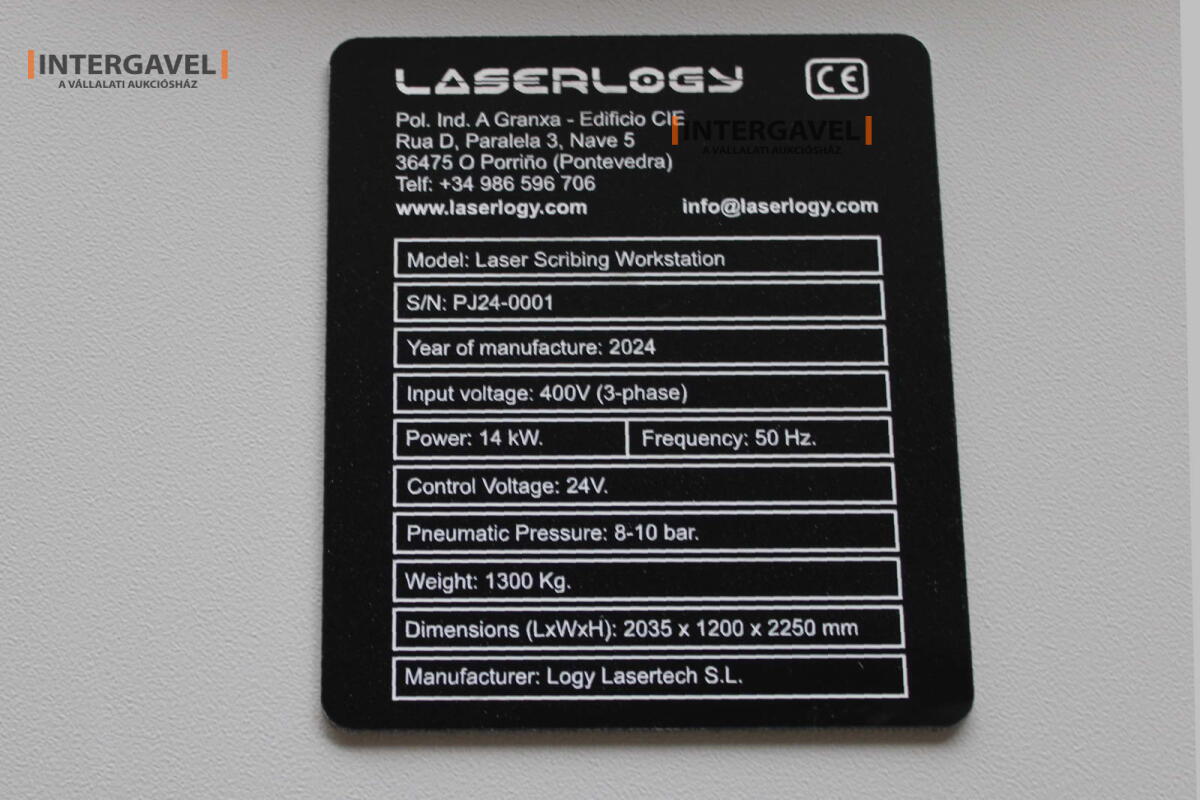 INTERGAVEL
A VÁLLALATI AUKCIÓSHÁZ
LASERLOGY
CE
Pol. Ind. A Granxa - Edificio CIE
INTERGAVEL
A VÁLLALATI AUKCIÓSHÁZ
Rua D, Paralela 3, Nave 5
36475 O Porriño (Pontevedra)
Telf: +34 986 596 706
www.laserlogy.com info@laserlogy.com
Model: Laser Scribing Workstation
S/N: PJ24-0001
Year of manufacture: 2024
Input voltage: 400V (3-phase)
Power: 14 kW. Frequency: 50 Hz.
Control Voltage: 24V.
Pneumatic Pressure: 8-10 bar.
Weight: 1300 Kg.
Dimensions (LxWxH): 2035 x 1200 x 2250 mm
Manufacturer: Logy Lasertech S.L.